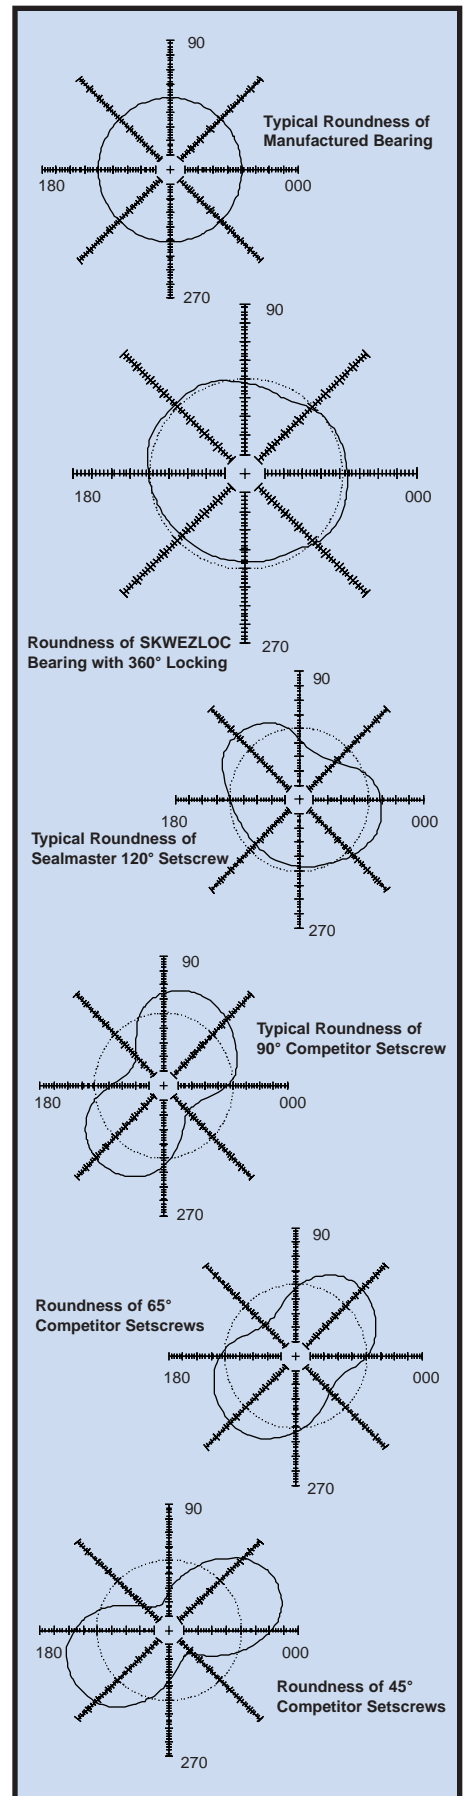 90
Typical Roundness of
Manufactured Bearing
180
000
270
90
180
000
270
Roundness of SKWEZLOC
Bearing with 360° Locking
90
180
000
Typical Roundness of
Sealmaster 120° Setscrew
270
90
Typical Roundness of
90° Competitor Setscrew
180
000
270
90
Roundness of 65°
Competitor Setscrews
180
000
270
90
180
000
Roundness of 45°
Competitor Setscrews
270